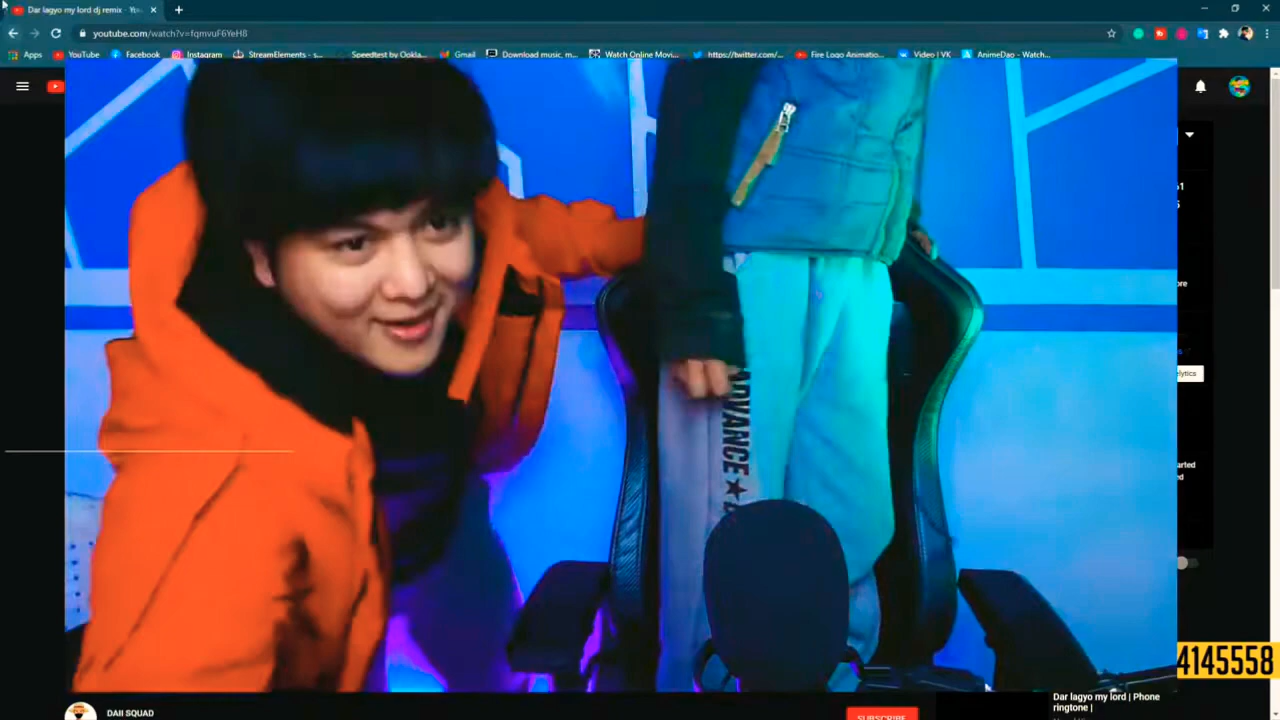 Dar lagyo my lord dj remix - You
youtube.com/watch?v=fqmvuF6YeH8
Apps YouTube Facebook Instagram StreamElements - s... Speedtest by Ookla... Gmail Download music, m... Watch Online Movi... https://twitter.com/... Fire Logo Animatio... Video | VK AnimeDao - Watch...
ADVANCE
4145558
Dar lagyo my lord | Phone
ringtone |
DAII SQUAD
SUBSCRIBE